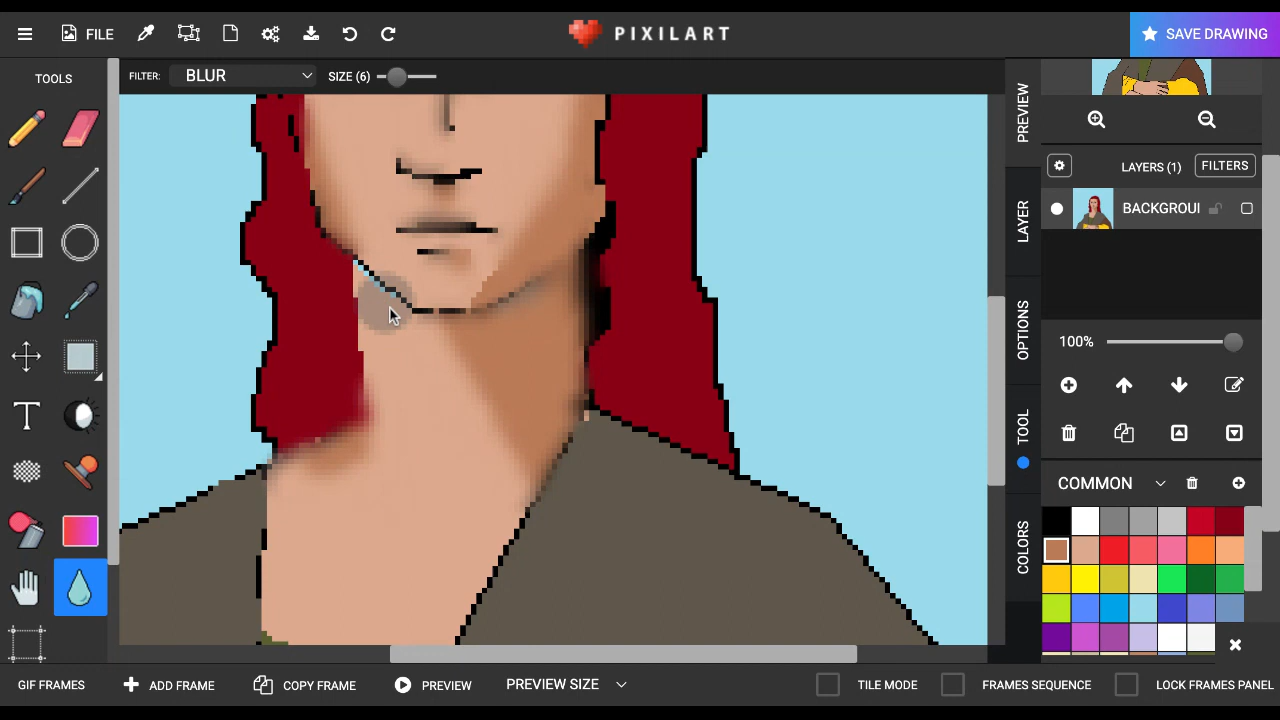 FILE
PIXILART
SAVE DRAWING
TOOLS
FILTER: BLUR SIZE (6)
PREVIEW
LAYERS (1) FILTERS
BACKGROUI
LAYER
OPTIONS
100%
TOOL
COMMON
COLORS
T
GIF FRAMES ADD FRAME COPY FRAME PREVIEW PREVIEW SIZE TILE MODE FRAMES SEQUENCE LOCK FRAMES PANEL